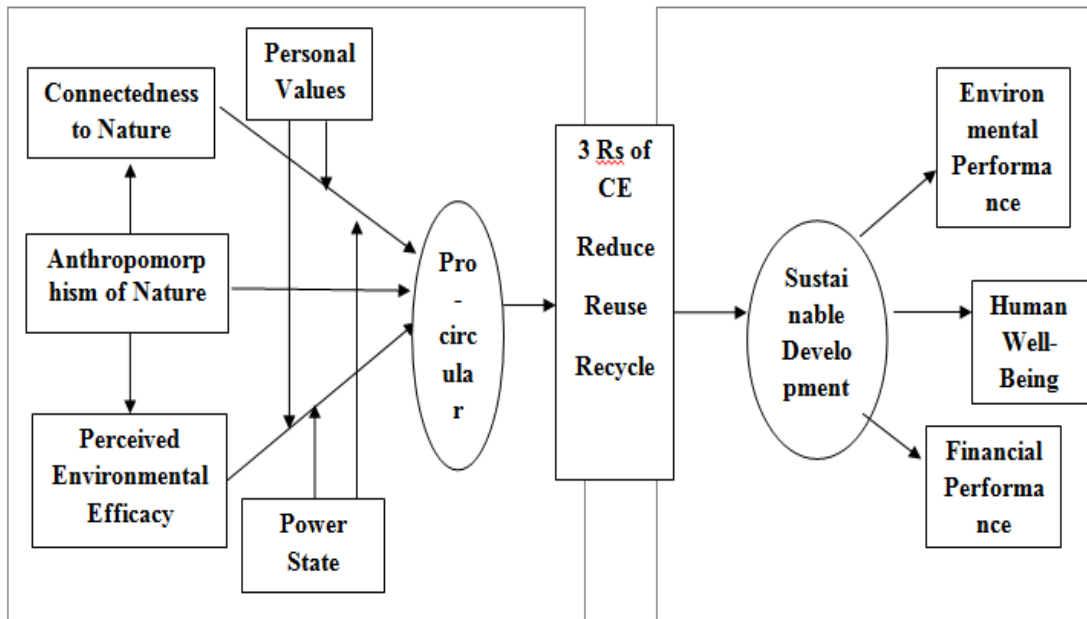 Personal
Values
Connectedness
to Nature
Anthropomorp
hism of Nature
Perceived
Environmental
Efficacy
Power
State
Pro
-
circ
ula
r
3 Rs of
CE
Reduce
Reuse
Recycle
Sustai
nable
Develo
pment
Environ
mental
Performa
nce
Human
Well-
Being
Financial
Performa
nce